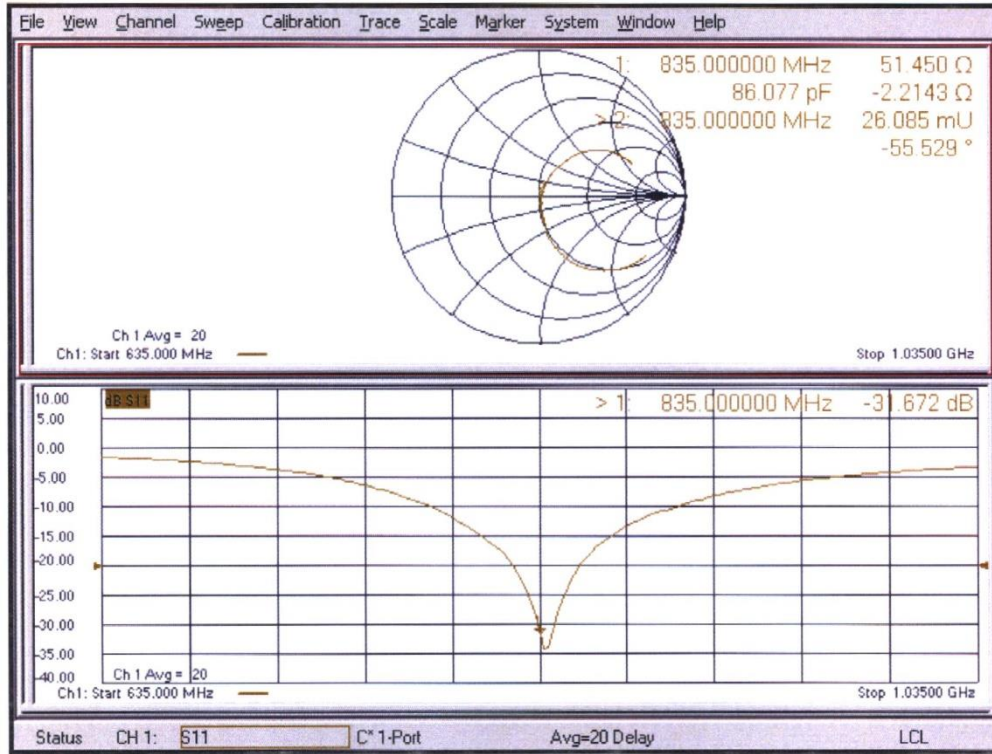 File View Channel Sweep Calibration Trace Scale Marker System Window Help
1: 835.000000 MHz 51.450 Ω
86.077 pF -2.2143 Ω
> 2: 835.000000 MHz 26.085 mU
-55.529 °
Ch 1 Avg = 20
Ch1: Start 635.000 MHz
Stop 1.03500 GHz
10.00
dB S11
> 1: 835.000000 MHz -31.672 dB
5.00
0.00
-5.00
-10.00
-15.00
-20.00
-25.00
-30.00
-35.00
-40.00
Ch 1 Avg = 20
Ch1: Start 635.000 MHz
Stop 1.03500 GHz
Status CH 1: S11 C* 1-Port Avg=20 Delay LCL